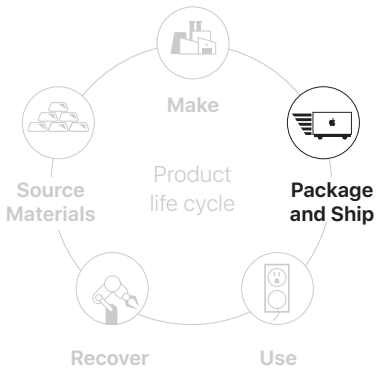 Make
Source
Materials
Product
life cycle
Package
and Ship
Recover
Use